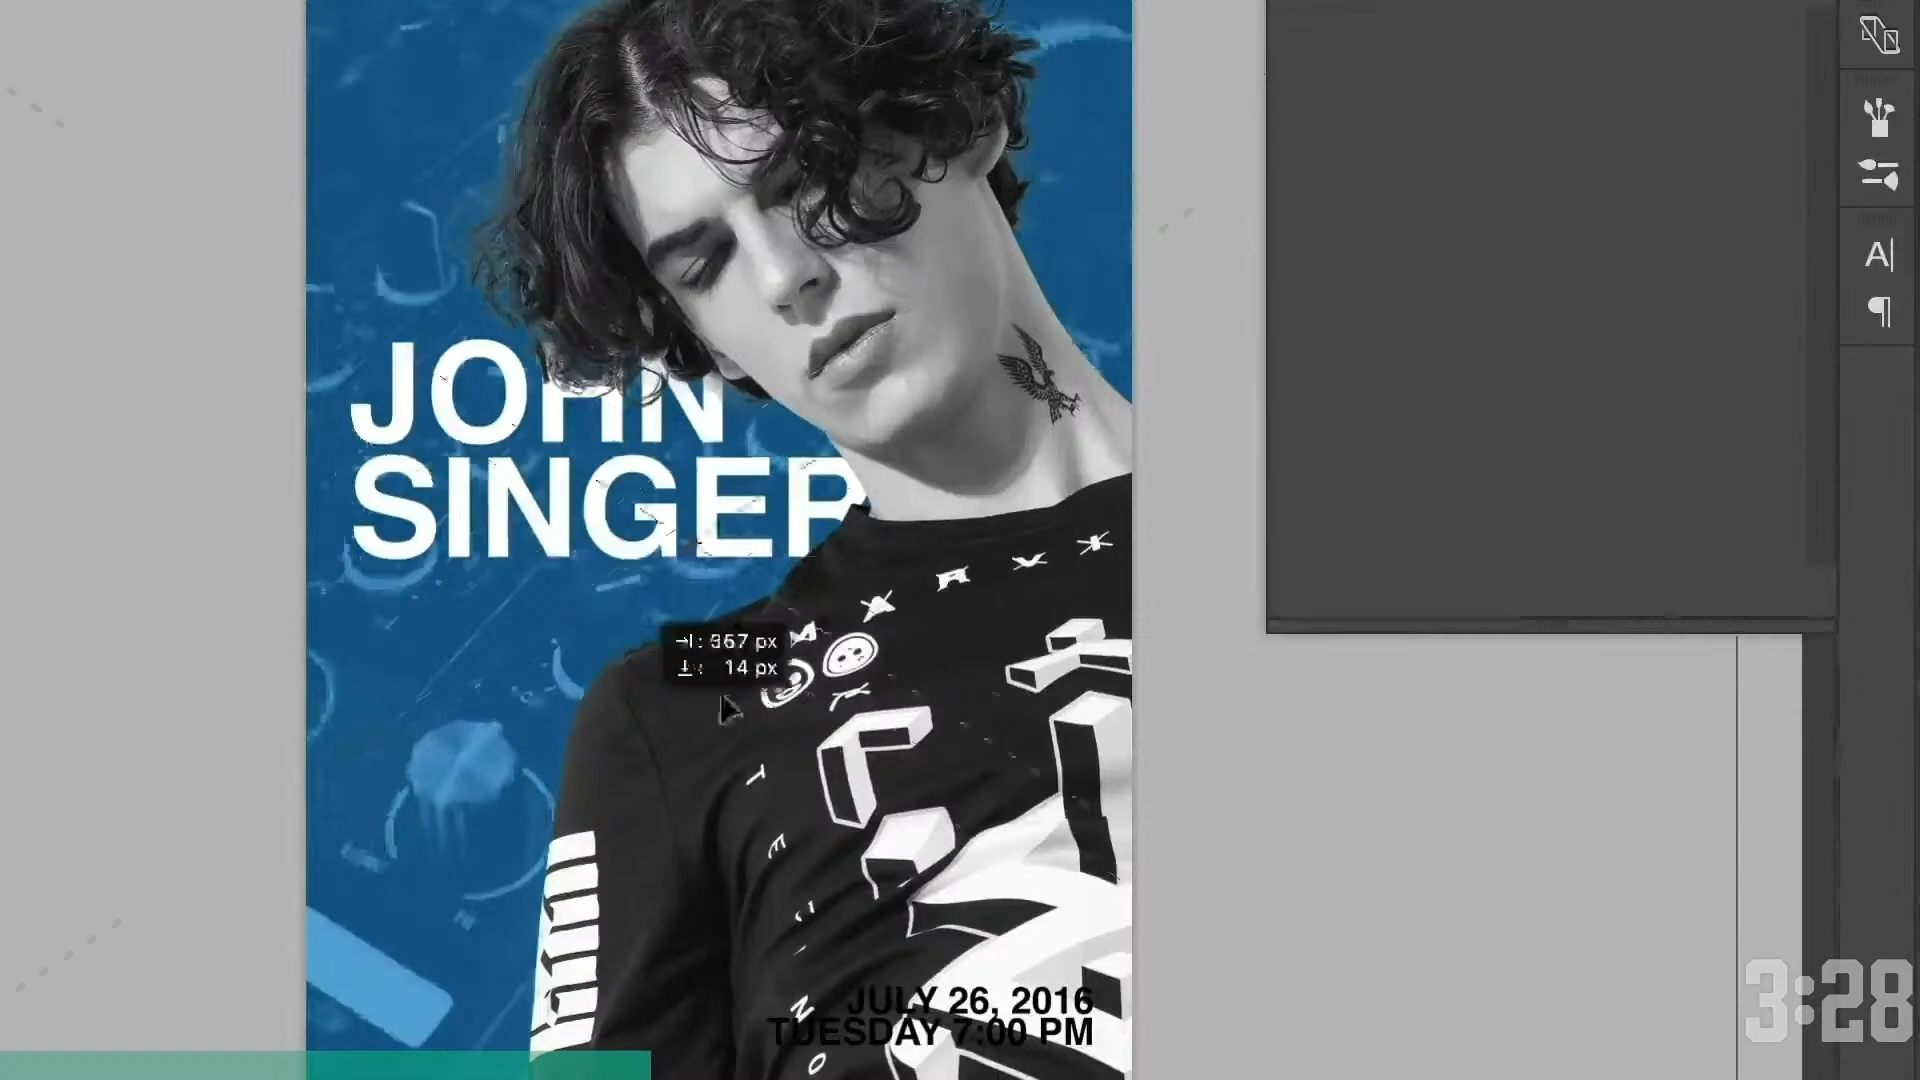 JOHN
SINGER
367 px
14 px
JULY 26, 2016
TUESDAY 7:00 PM
A
¶
3:28